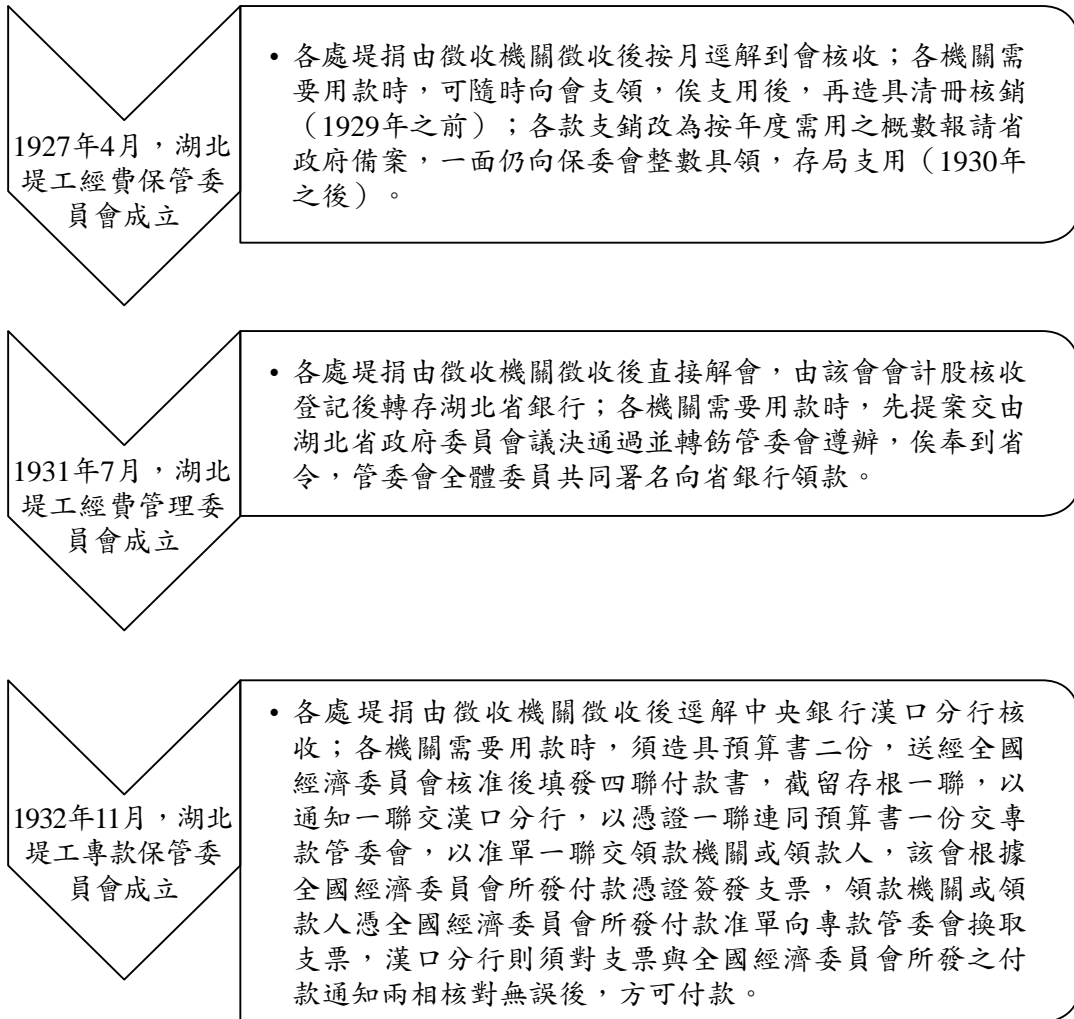 1927年4月，湖北
堤工經費保管委
員會成立
• 各處堤捐由徵收機關徵收後按月逕解到會核收；各機關需
要用款時，可隨時向會支領，俟支用後，再造具清冊核銷
（1929年之前）；各款支銷改為按年度需用之概數報請省
政府備案，一面仍向保委會整數具領，存局支用（1930年
之後）。
1931年7月，湖北
堤工經費管理委
員會成立
• 各處堤捐由徵收機關徵收後直接解會，由該會會計股核收
登記後轉存湖北省銀行；各機關需要用款時，先提案交由
湖北省政府委員會議決通過並轉飭管委會遵辦，俟奉到省
令，管委會全體委員共同署名向省銀行領款。
1932年11月，湖北
堤工專款保管委
員會成立
• 各處堤捐由徵收機關徵收後逕解中央銀行漢口分行核
收；各機關需要用款時，須造具預算書二份，送經全國
經濟委員會核准後填發四聯付款書，截留存根一聯，以
通知一聯交漢口分行，以憑證一聯連同預算書一份交專
款管委會，以准單一聯交領款機關或領款人，該會根據
全國經濟委員會所發付款憑證簽發支票，領款機關或領
款人憑全國經濟委員會所發付款准單向專款管委會換取
支票，漢口分行則須對支票與全國經濟委員會所發之付
款通知兩相核對無誤後，方可付款。